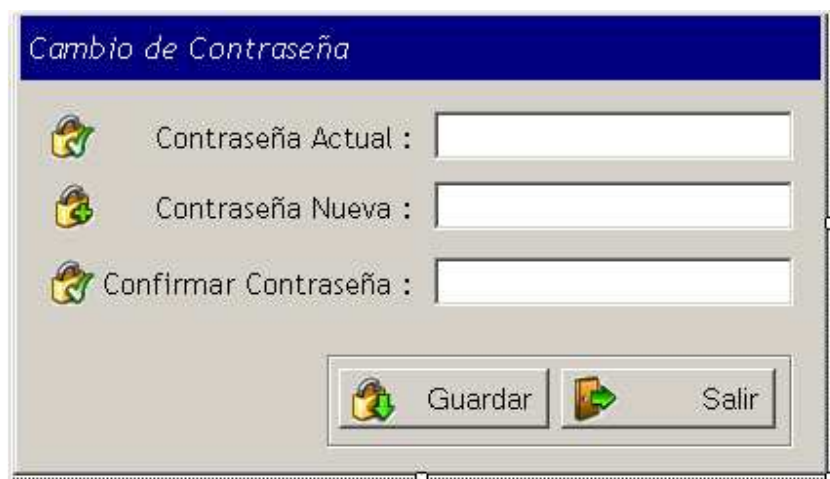 Cambio de Contraseña
Contraseña Actual :
Contraseña Nueva :
Confirmar Contraseña :
Guardar
Salir